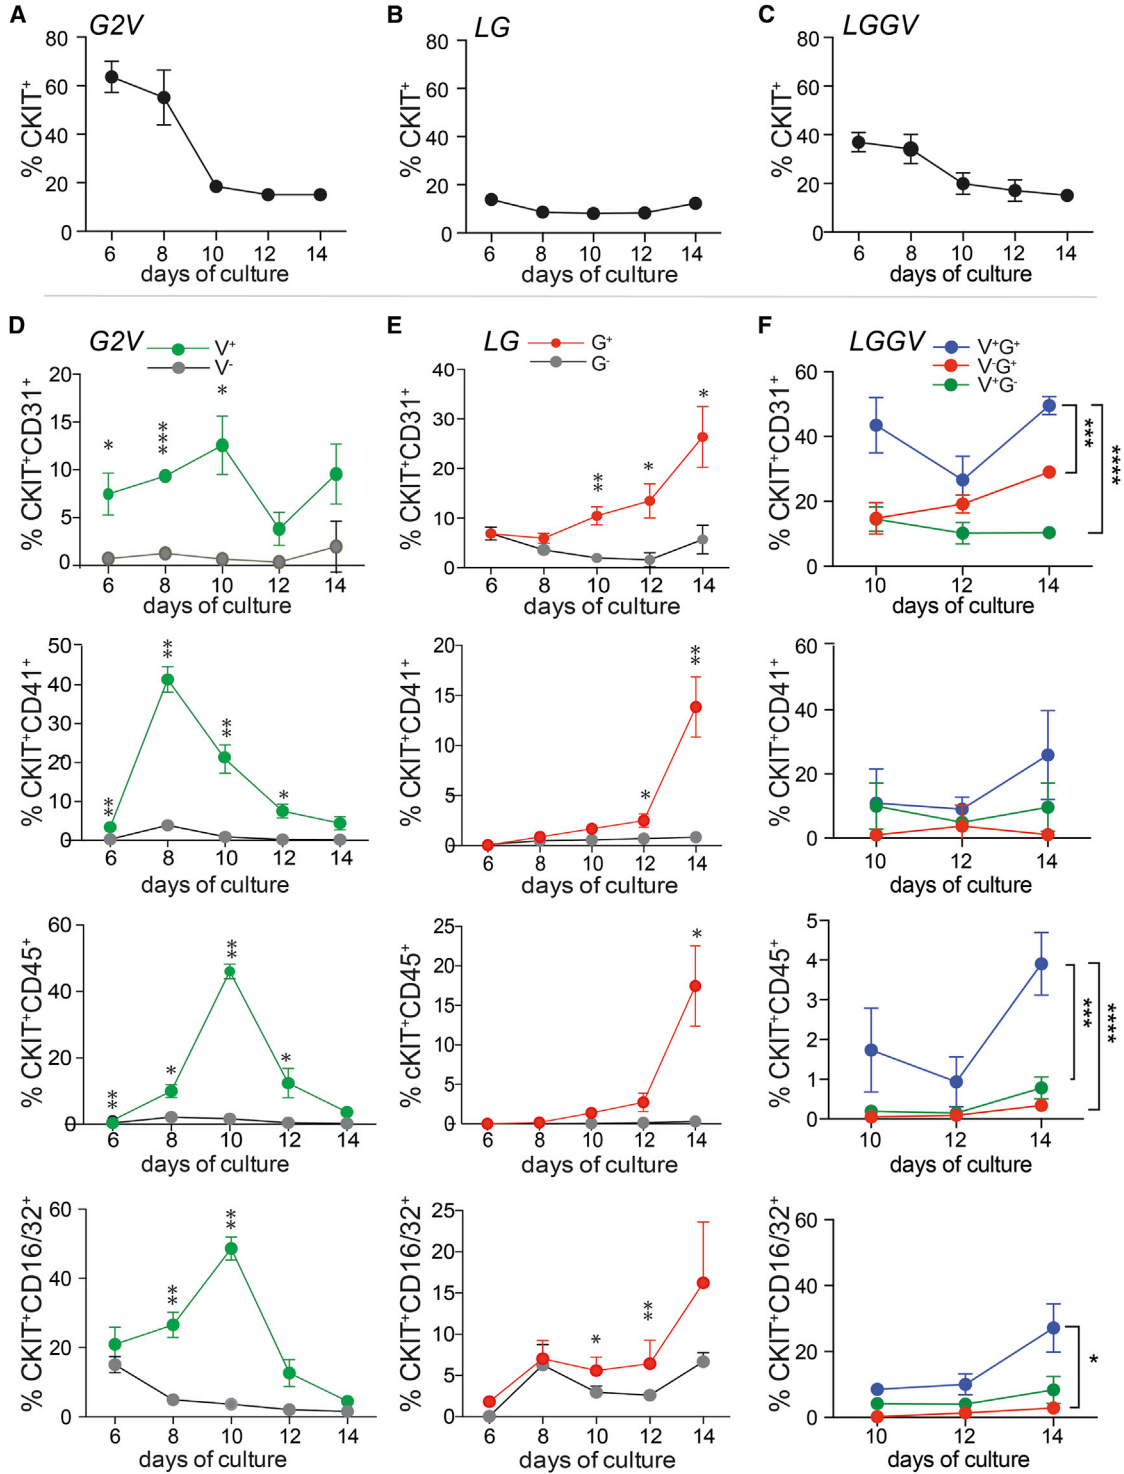 A G2V
B LG
C LGGV
% CKIT⁺
80
60
40
20
0
6 8 10 12 14
days of culture
% CKIT⁺
80
60
40
20
0
6 8 10 12 14
days of culture
% CKIT⁺
80
60
40
20
0
6 8 10 12 14
days of culture
D G2V
V⁺
V⁻
E LG
G⁺
G⁻
F LGGV
V⁺G⁺
V⁻G⁺
V⁺G⁻
% CKIT⁺CD31⁺
20
15
10
5
0
* *** *
6 8 10 12 14
days of culture
% CKIT⁺CD31⁺
40
30
20
10
0
** * *
6 8 10 12 14
days of culture
% CKIT⁺CD31⁺
60
40
20
0
*** ****
10 12 14
days of culture
% CKIT⁺CD41⁺
50
40
30
20
10
0
** ** ** *
6 8 10 12 14
days of culture
% CKIT⁺CD41⁺
20
15
10
5
0
* **
6 8 10 12 14
days of culture
% CKIT⁺CD41⁺
60
40
20
0
10 12 14
days of culture
% CKIT⁺CD45⁺
60
40
20
0
** * ** *
6 8 10 12 14
days of culture
% cKIT⁺CD45⁺
25
20
15
10
5
0
*
6 8 10 12 14
days of culture
% CKIT⁺CD45⁺
5
4
3
2
1
0
*** ****
10 12 14
days of culture
% CKIT⁺CD16/32⁺
60
40
20
0
** **
6 8 10 12 14
days of culture
% CKIT⁺CD16/32⁺
25
20
15
10
5
0
* **
6 8 10 12 14
days of culture
% CKIT⁺CD16/32⁺
60
40
20
0
*
10 12 14
days of culture